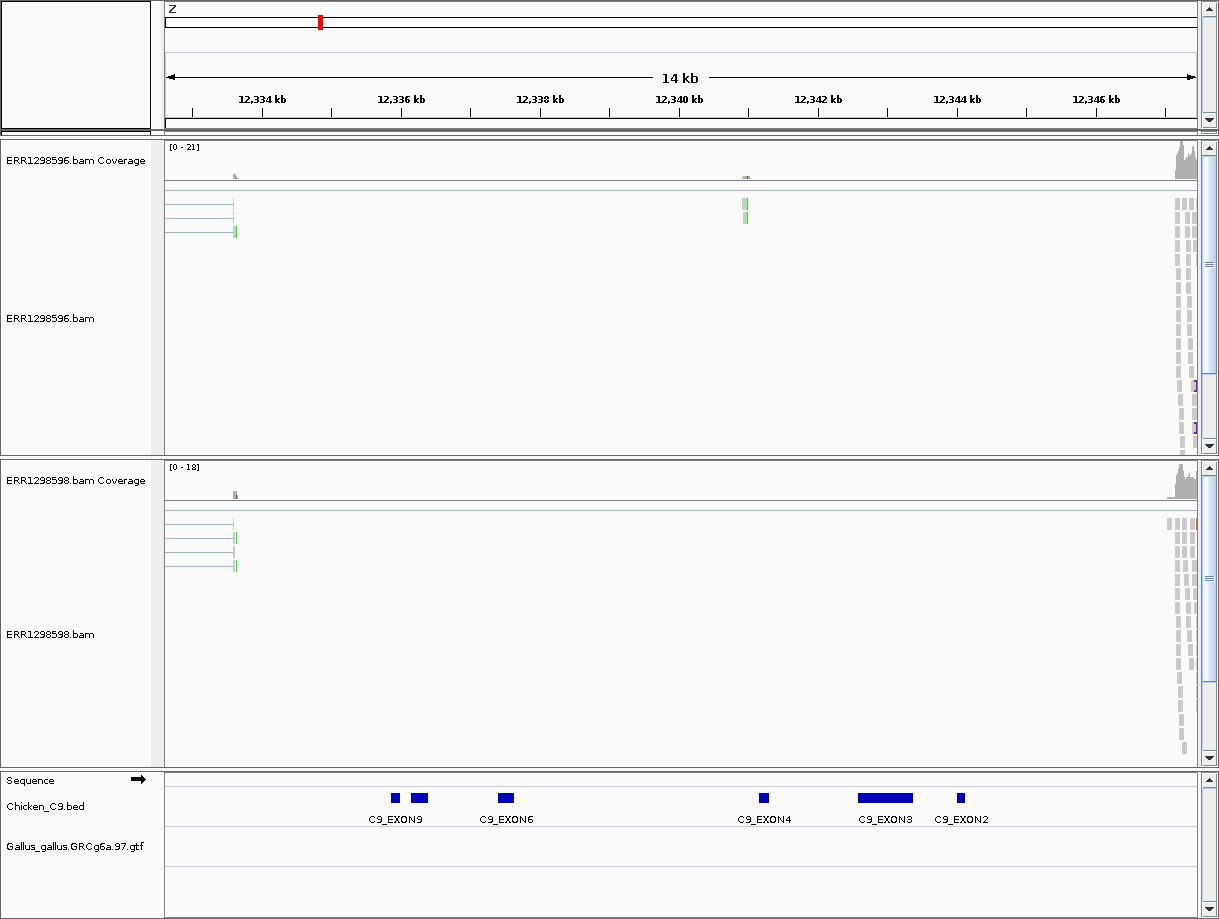 Z
14 kb
12,334 kb 12,336 kb 12,338 kb 12,340 kb 12,342 kb 12,344 kb 12,346 kb
[0 - 21]
ERR1298596.bam Coverage
ERR1298596.bam
[0 - 18]
ERR1298598.bam Coverage
ERR1298598.bam
Sequence
Chicken_C9.bed
C9_EXON9 C9_EXON6 C9_EXON4 C9_EXON3 C9_EXON2
Gallus_gallus.GRCg6a.97.gtf